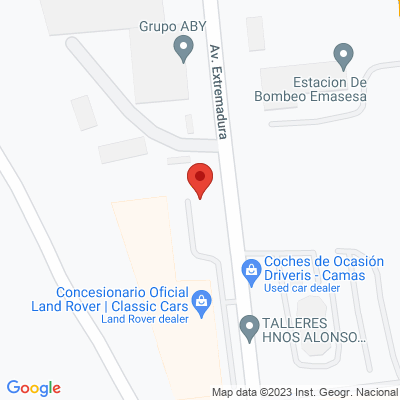 Grupo ABY
Av. Extremadura
Estacion De
Bombeo Emasesa
Coches de Ocasión
Driveris - Camas
Used car dealer
Concesionario Oficial
Land Rover | Classic Cars
Land Rover dealer
TALLERES
HNOS ALONSO...
Google
Map data ©2023 Inst. Geogr. Nacional